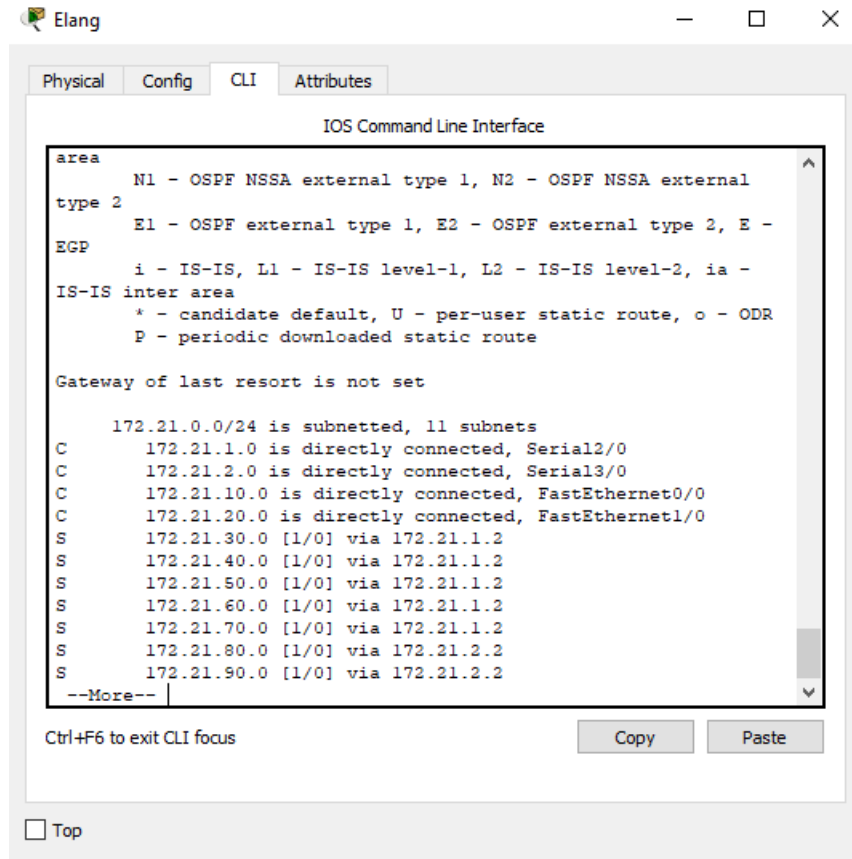 Elang
Physical Config CLI Attributes
IOS Command Line Interface
area
N1 - OSPF NSSA external type 1, N2 - OSPF NSSA external
type 2
E1 - OSPF external type 1, E2 - OSPF external type 2, E -
EGP
i - IS-IS, L1 - IS-IS level-1, L2 - IS-IS level-2, ia -
IS-IS inter area
* - candidate default, U - per-user static route, o - ODR
P - periodic downloaded static route
Gateway of last resort is not set
172.21.0.0/24 is subnetted, 11 subnets
C 172.21.1.0 is directly connected, Serial2/0
C 172.21.2.0 is directly connected, Serial3/0
C 172.21.10.0 is directly connected, FastEthernet0/0
C 172.21.20.0 is directly connected, FastEthernet1/0
S 172.21.30.0 [1/0] via 172.21.1.2
S 172.21.40.0 [1/0] via 172.21.1.2
S 172.21.50.0 [1/0] via 172.21.1.2
S 172.21.60.0 [1/0] via 172.21.1.2
S 172.21.70.0 [1/0] via 172.21.1.2
S 172.21.80.0 [1/0] via 172.21.2.2
S 172.21.90.0 [1/0] via 172.21.2.2
--More--
Ctrl+F6 to exit CLI focus
Copy Paste
Top